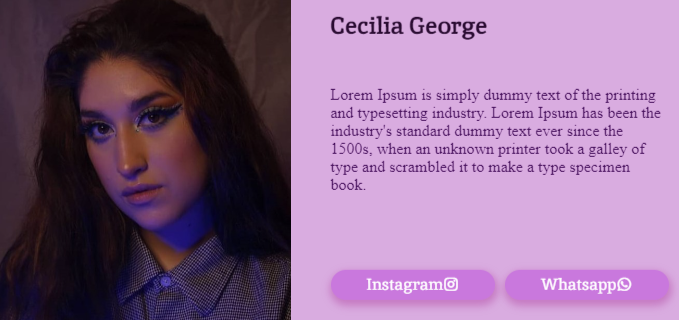 Cecilia George
Lorem Ipsum is simply dummy text of the printing
and typesetting industry. Lorem Ipsum has been the
industry's standard dummy text ever since the
1500s, when an unknown printer took a galley of
type and scrambled it to make a type specimen
book.
Instagram
Whatsapp